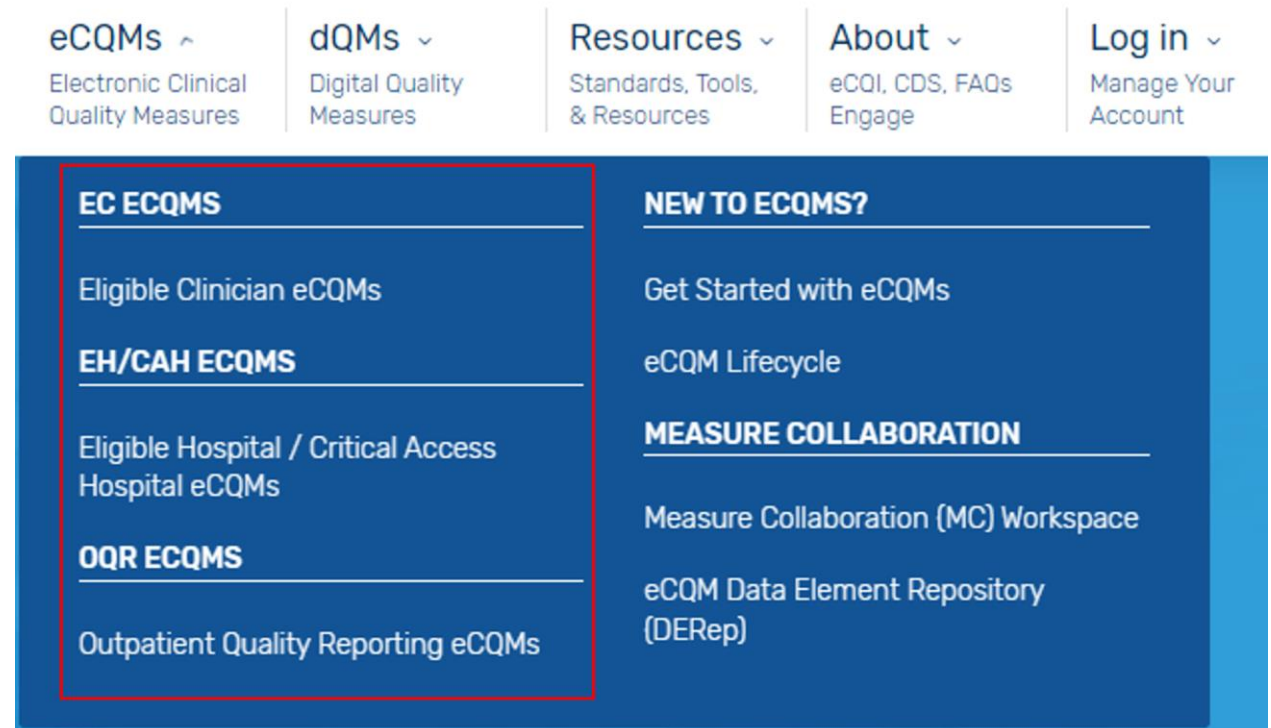 eCQMs
Electronic Clinical
Quality Measures
dQMs
Digital Quality
Measures
Resources
Standards, Tools,
& Resources
About
eCQI, CDS, FAQs
Engage
Log in
Manage Your
Account
EC ECQMS
Eligible Clinician eCQMs
EH/CAH ECQMS
Eligible Hospital / Critical Access
Hospital eCQMs
OQR ECQMS
Outpatient Quality Reporting eCQMs
NEW TO ECQMS?
Get Started with eCQMs
eCQM Lifecycle
MEASURE COLLABORATION
Measure Collaboration (MC) Workspace
eCQM Data Element Repository
(DERep)